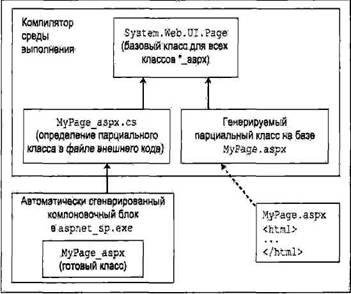 Компилятор
среды
выполнения
System.Web.UI.Page
(базовый класс для всех
классов *_aspx)
MyPage_aspx.cs
(определение парциального
класса в файле внешнего кода)
Генерируемый
парциальный класс на базе
MyPage.aspx
Автоматически сгенерированный
компоновочный блок
в aspnet_sp.exe
MyPage_aspx
(готовый класс)
MyPage.aspx
<html>
...
</html>